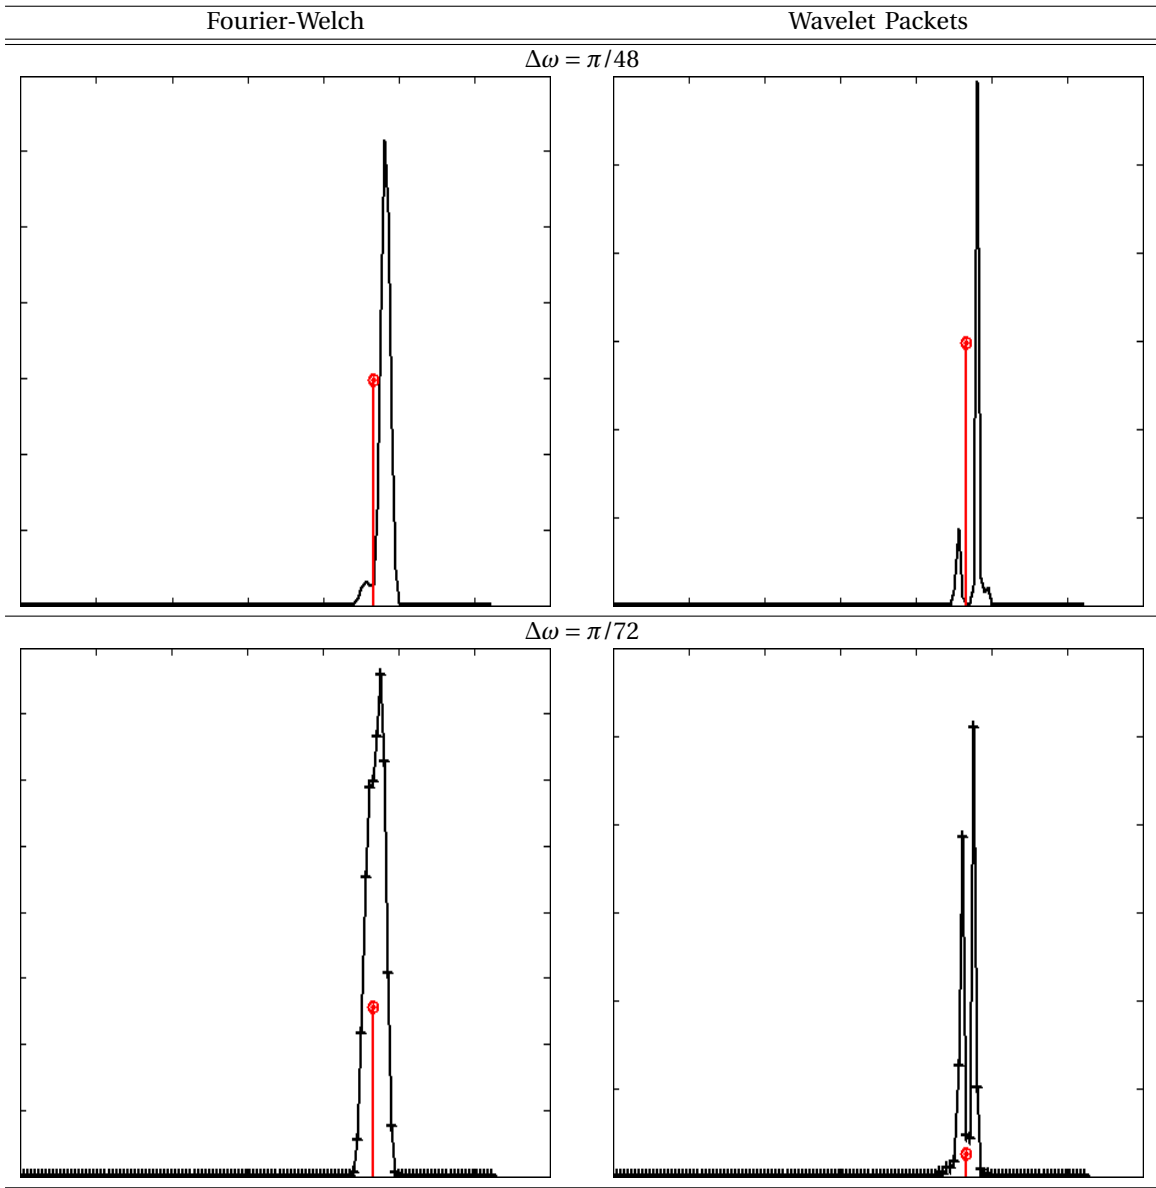 Fourier-Welch Wavelet Packets
Δω = π/48
Δω = π/72